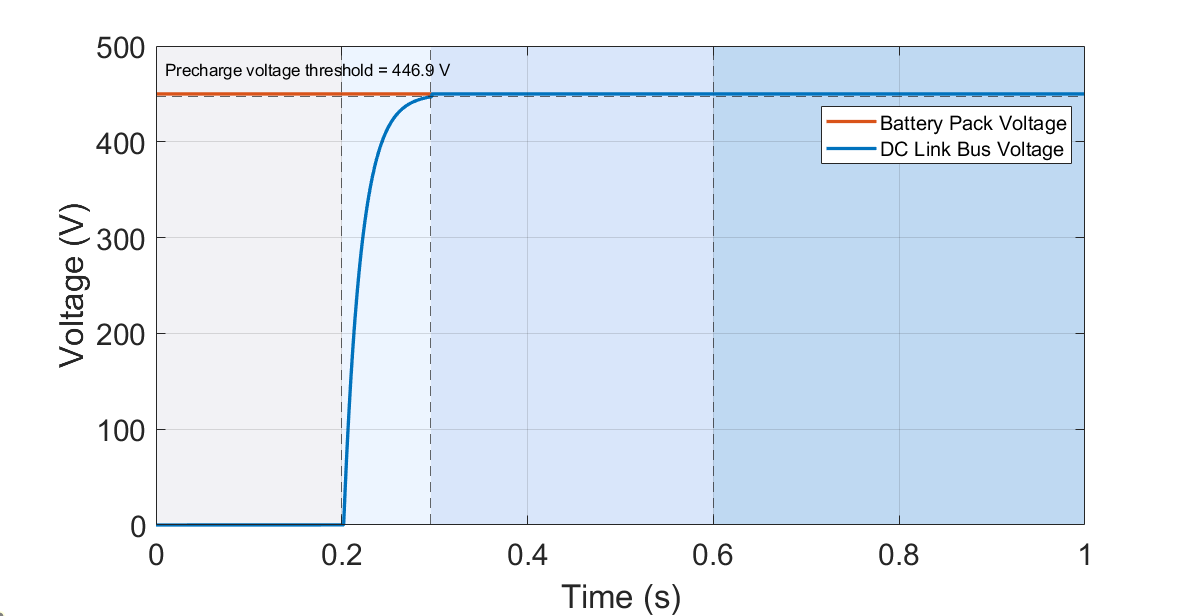 500
Precharge voltage threshold = 446.9 V
Battery Pack Voltage
DC Link Bus Voltage
400
300
200
100
0
Voltage (V)
0 0.2 0.4 0.6 0.8 1
Time (s)